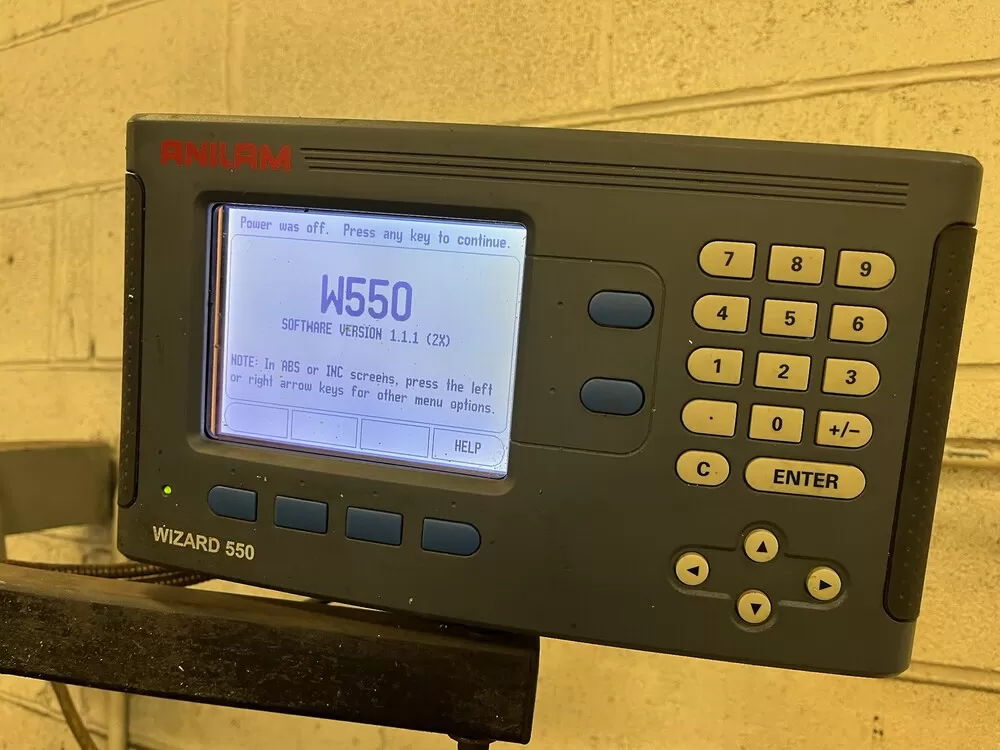 ANILAM
Power was off. Press any key to continue.
W550
SOFTWARE VERSION 1.1.1 (2X)
NOTE: In ABS or INC screens, press the left
or right arrow keys for other menu options.
HELP
7 8 9
4 5 6
1 2 3
. 0 +/−
C ENTER
WIZARD 550